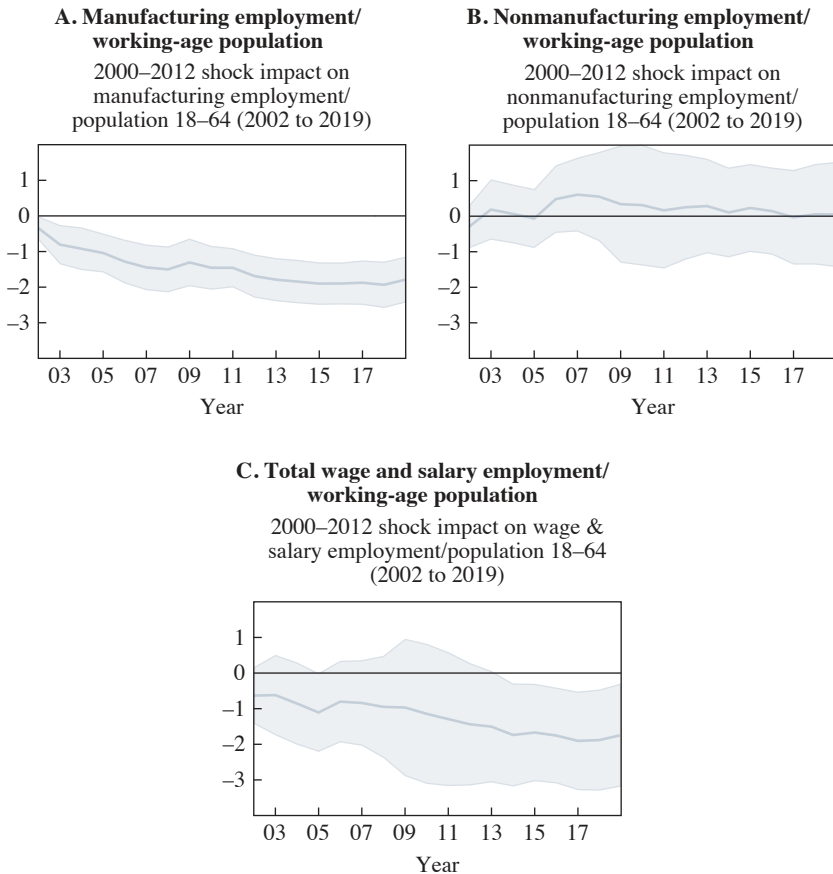 A. Manufacturing employment/
working-age population
2000–2012 shock impact on
manufacturing employment/
population 18–64 (2002 to 2019)
1
0
–1
–2
–3
03 05 07 09 11 13 15 17
Year
B. Nonmanufacturing employment/
working-age population
2000–2012 shock impact on
nonmanufacturing employment/
population 18–64 (2002 to 2019)
1
0
–1
–2
–3
03 05 07 09 11 13 15 17
Year
C. Total wage and salary employment/
working-age population
2000–2012 shock impact on wage &
salary employment/population 18–64
(2002 to 2019)
1
0
–1
–2
–3
03 05 07 09 11 13 15 17
Year